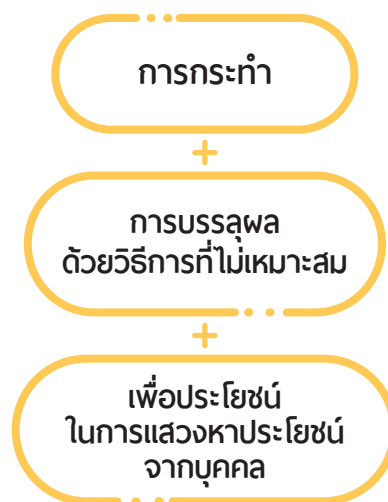 การกระทำ
+
การบรรลุผล
ด้วยวิธีการที่ไม่เหมาะสม
+
เพื่อประโยชน์
ในการแสวงหาประโยชน์
จากบุคคล